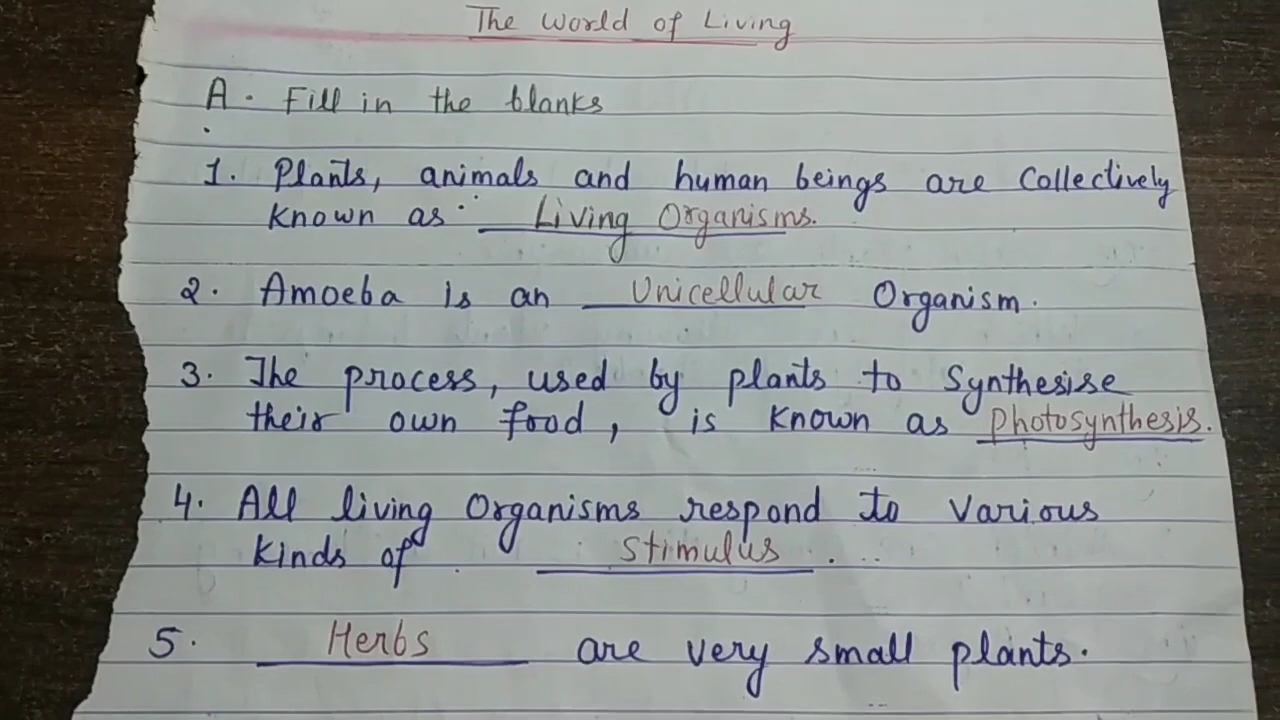 The World of Living
A. Fill in the blanks
1. Plants, animals and human beings are Collectively
known as Living Organisms.
2. Amoeba is an Unicellular Organism.
3. The process, used by plants to Synthesise
their own food, is known as Photosynthesis.
4. All living Organisms respond to various
kinds of Stimulus.
5. Herbs are very small plants.